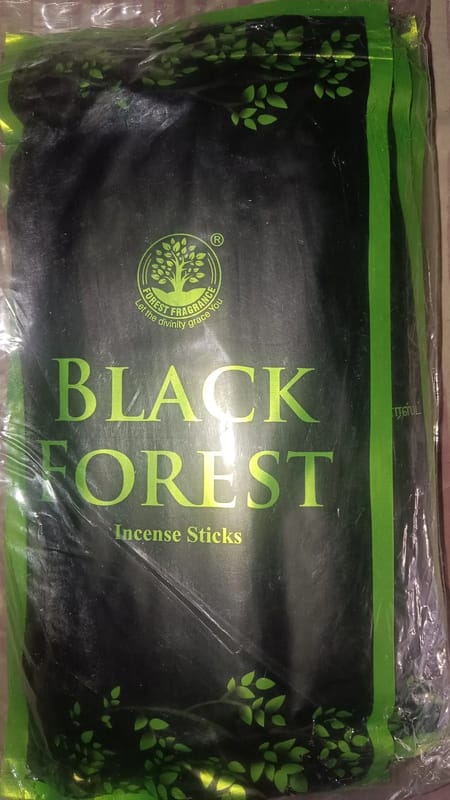 ®
FOREST FRAGRANCE
Let the divinity grace You
BLACK
FOREST
Incense Sticks